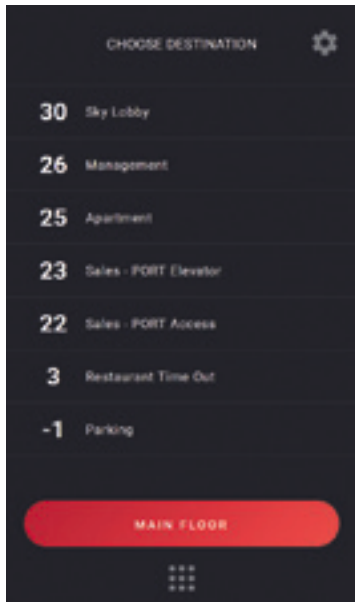 CHOOSE DESTINATION
30 Sky Lobby
26 Management
25 Apartment
23 Sales - PORT Elevator
22 Sales - PORT Access
3 Restaurant Time Out
-1 Parking
MAIN FLOOR